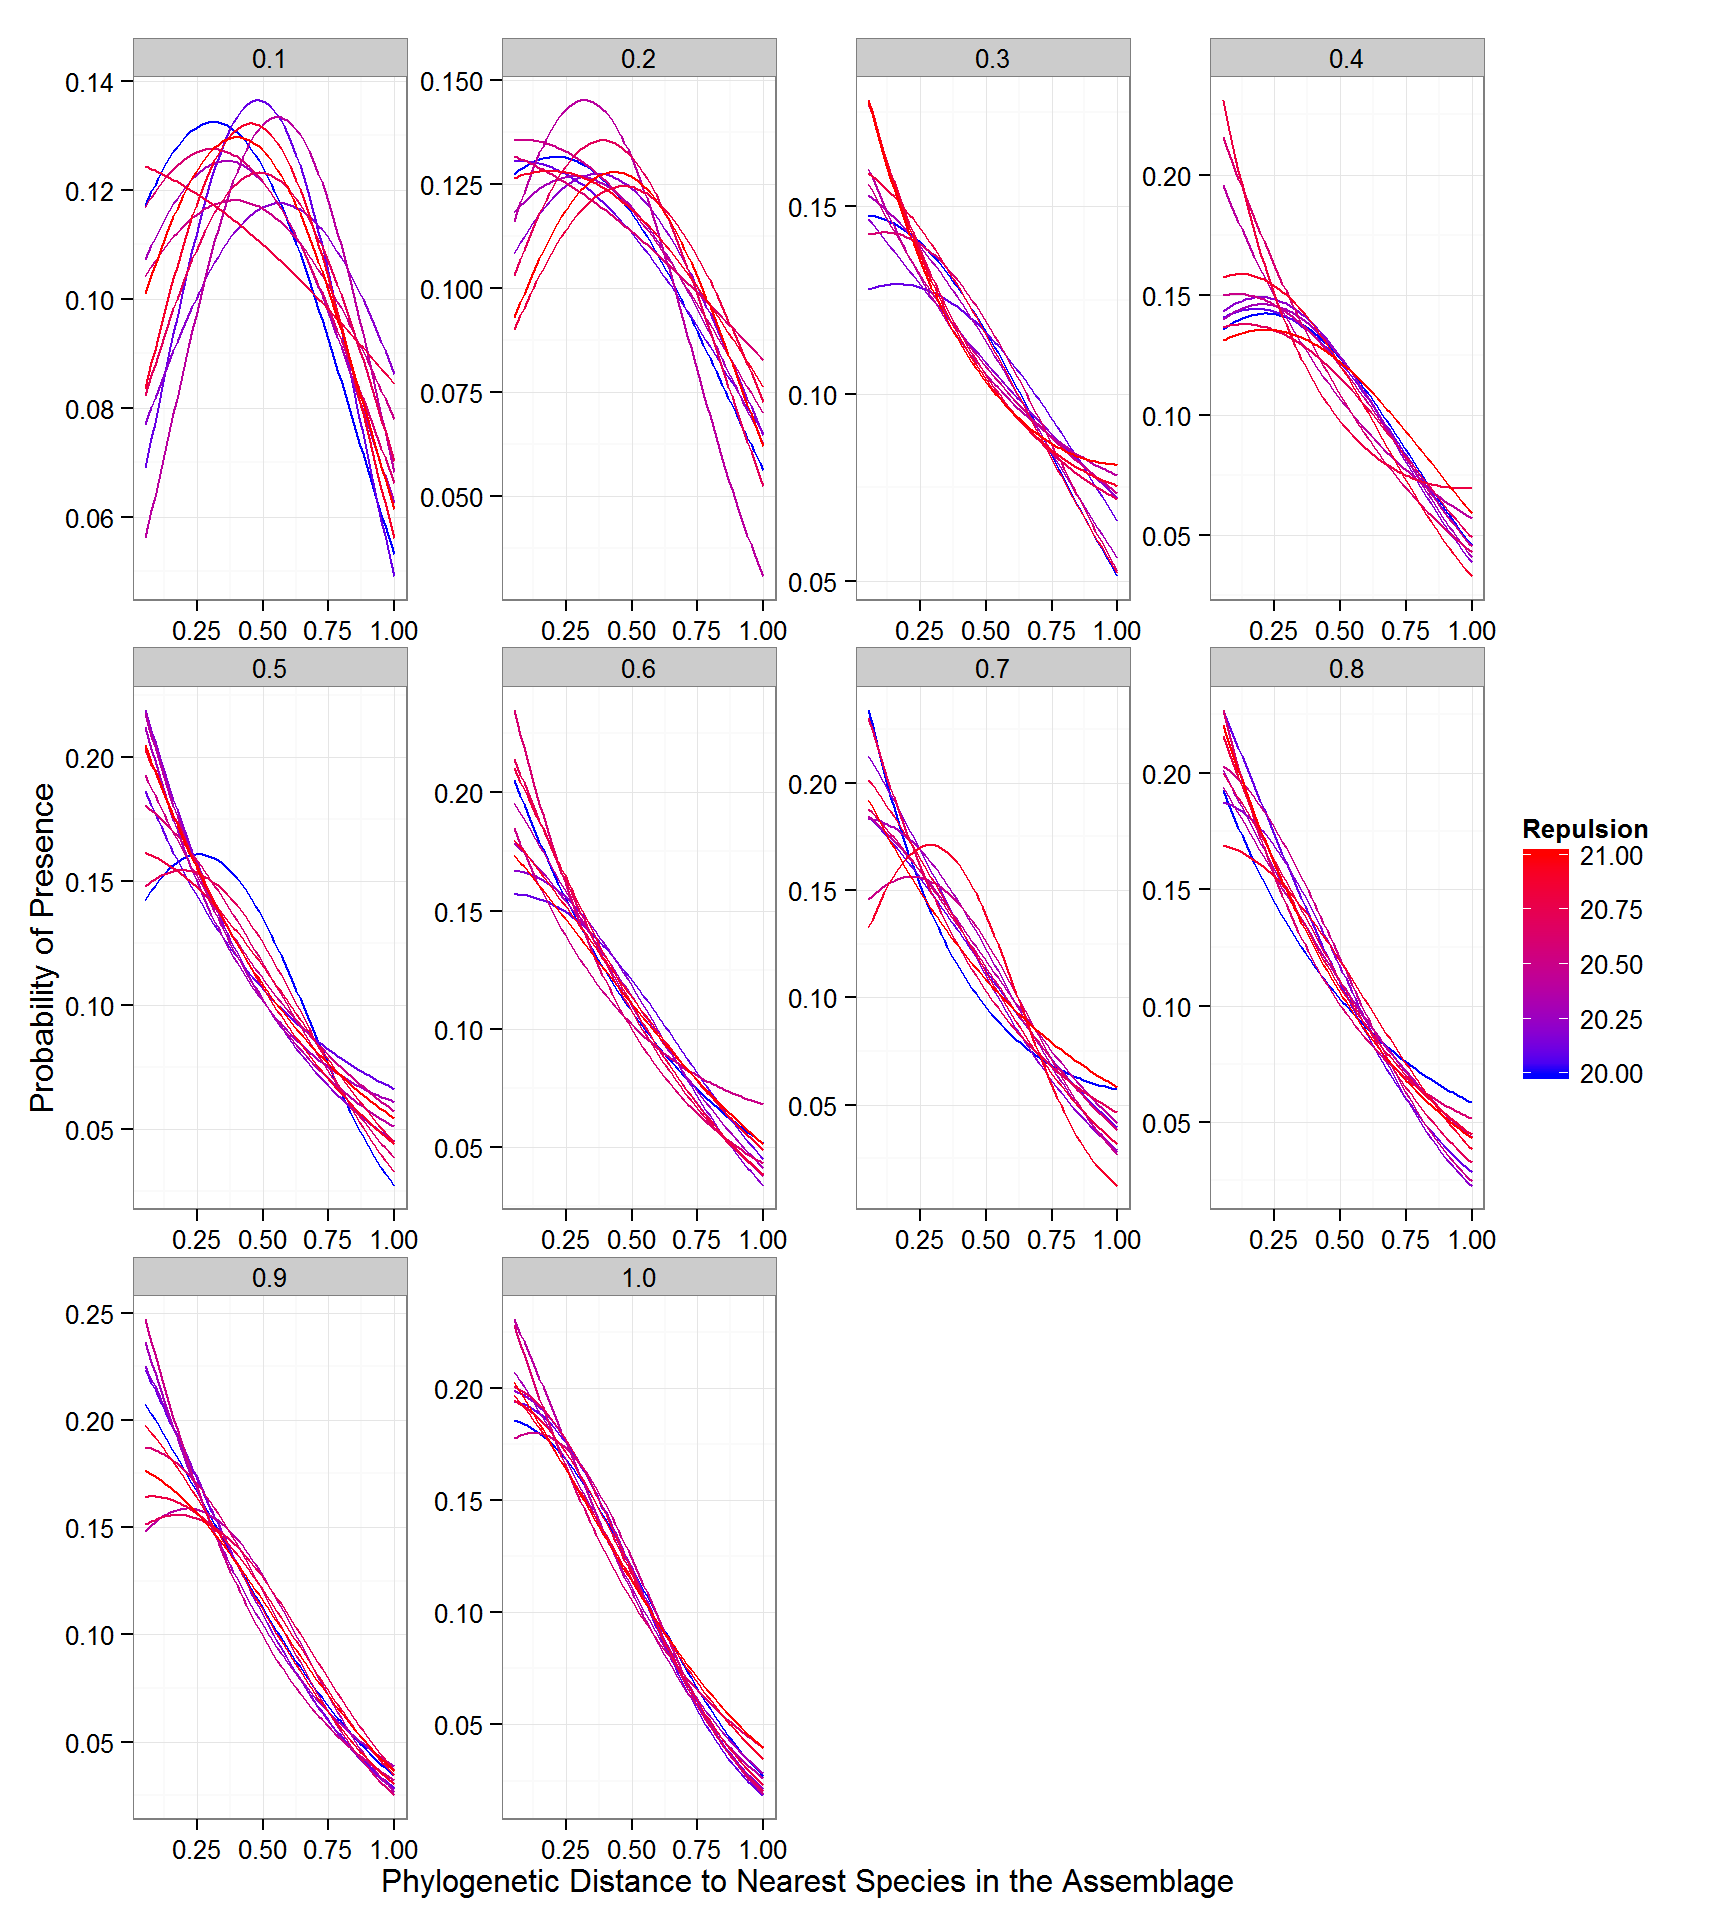 0.1 0.2 0.3 0.4
0.14 0.12 0.10 0.08 0.06
0.150 0.125 0.100 0.075 0.050
0.15 0.10 0.05
0.20 0.15 0.10 0.05
0.25 0.50 0.75 1.00 0.25 0.50 0.75 1.00 0.25 0.50 0.75 1.00 0.25 0.50 0.75 1.00
0.5 0.6 0.7 0.8
0.20 0.15 0.10 0.05
0.20 0.15 0.10 0.05
0.20 0.15 0.10 0.05
0.20 0.15 0.10 0.05
0.25 0.50 0.75 1.00 0.25 0.50 0.75 1.00 0.25 0.50 0.75 1.00 0.25 0.50 0.75 1.00
0.9 1.0
0.25 0.20 0.15 0.10 0.05
0.20 0.15 0.10 0.05
0.25 0.50 0.75 1.00 0.25 0.50 0.75 1.00
Probability of Presence
Phylogenetic Distance to Nearest Species in the Assemblage
Repulsion
21.00
20.75
20.50
20.25
20.00